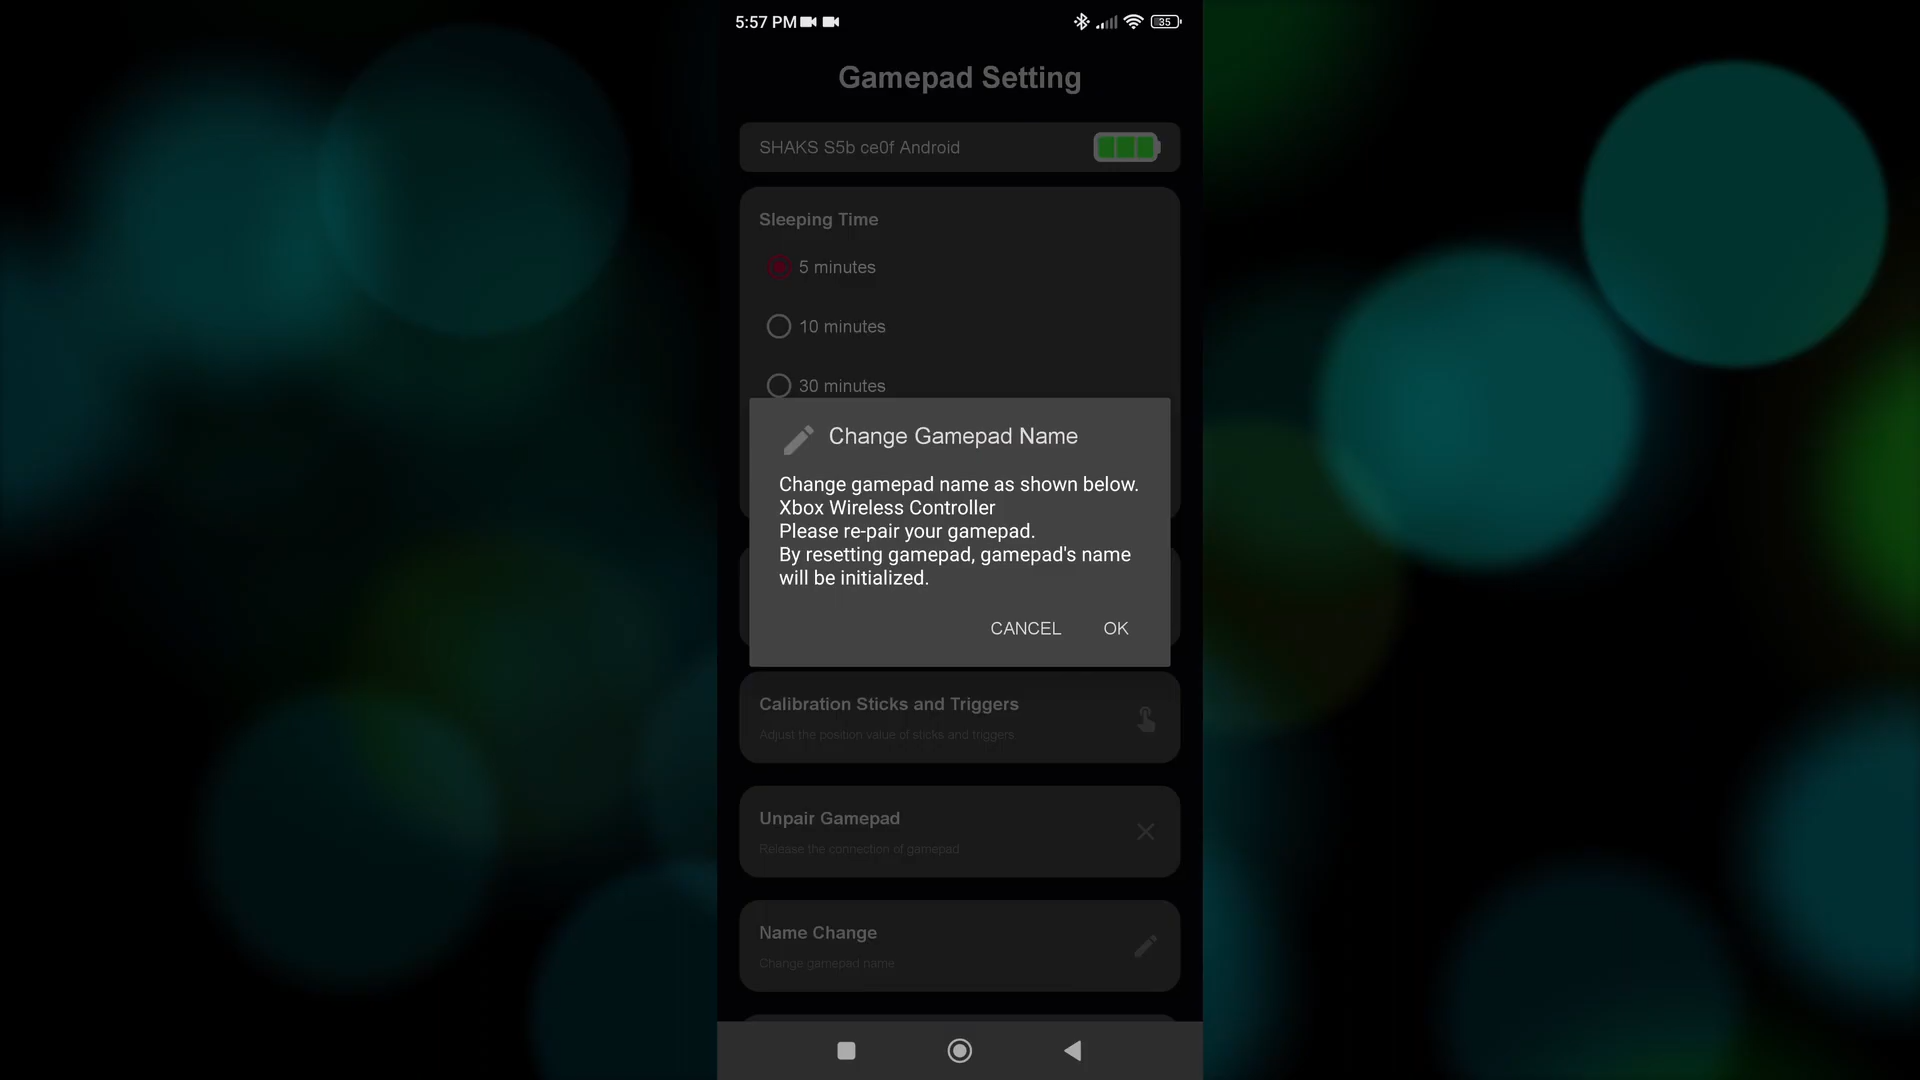 5:57 PM
35
Gamepad Setting
SHAKS S5b ce0f Android
Sleeping Time
5 minutes
10 minutes
30 minutes
Change Gamepad Name
Change gamepad name as shown below.
Xbox Wireless Controller
Please re-pair your gamepad.
By resetting gamepad, gamepad's name
will be initialized.
CANCEL OK
Calibration Sticks and Triggers
Adjust the position value of sticks and triggers
Unpair Gamepad
Release the connection of gamepad
Name Change
Change gamepad name